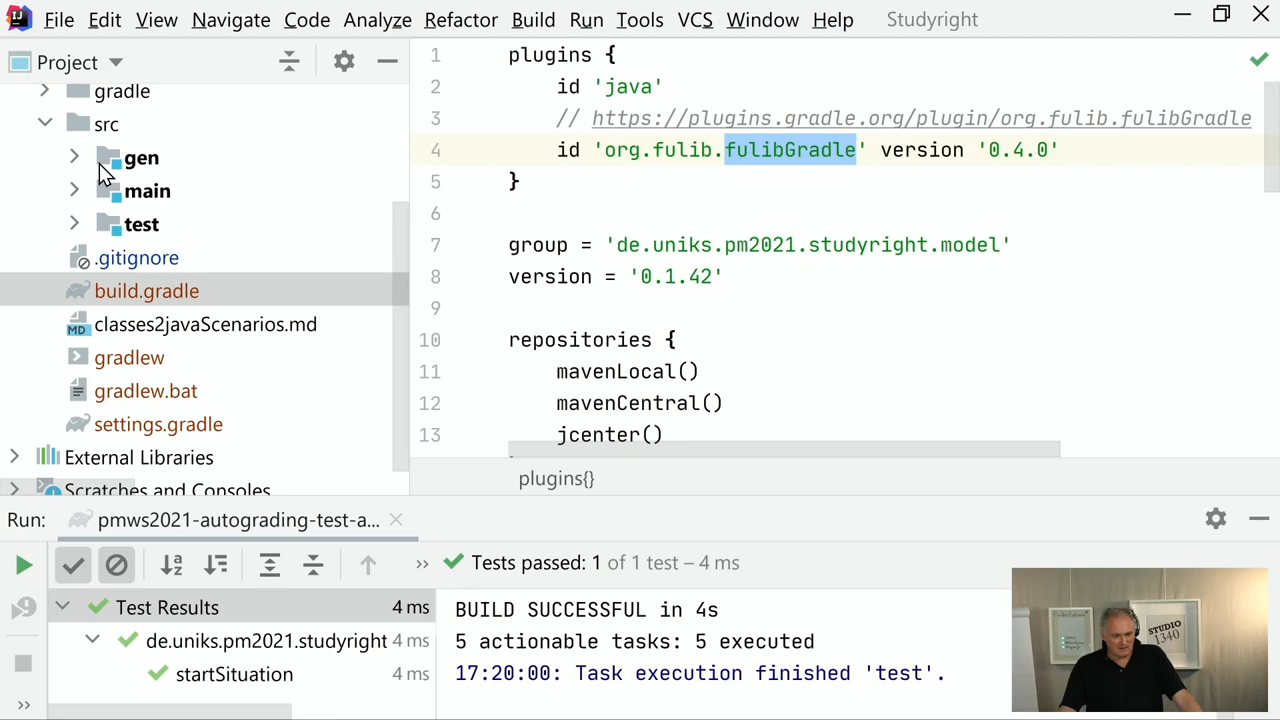 File Edit View Navigate Code Analyze Refactor Build Run Tools VCS Window Help Studyright
Project
gradle
src
gen
main
test
.gitignore
build.gradle
classes2javaScenarios.md
gradlew
gradlew.bat
settings.gradle
External Libraries
Scratches and Consoles
1 plugins {
2 id 'java'
3 // https://plugins.gradle.org/plugin/org.fulib.fulibGradle
4 id 'org.fulib.fulibGradle' version '0.4.0'
5 }
6
7 group = 'de.uniks.pm2021.studyright.model'
8 version = '0.1.42'
9
10 repositories {
11 mavenLocal()
12 mavenCentral()
13 jcenter()
plugins{}
Run: pmws2021-autograding-test-a...
Tests passed: 1 of 1 test – 4 ms
Test Results 4 ms
de.uniks.pm2021.studyright 4 ms
startSituation 4 ms
BUILD SUCCESSFUL in 4s
5 actionable tasks: 5 executed
17:20:00: Task execution finished 'test'.
STUDIO
1340